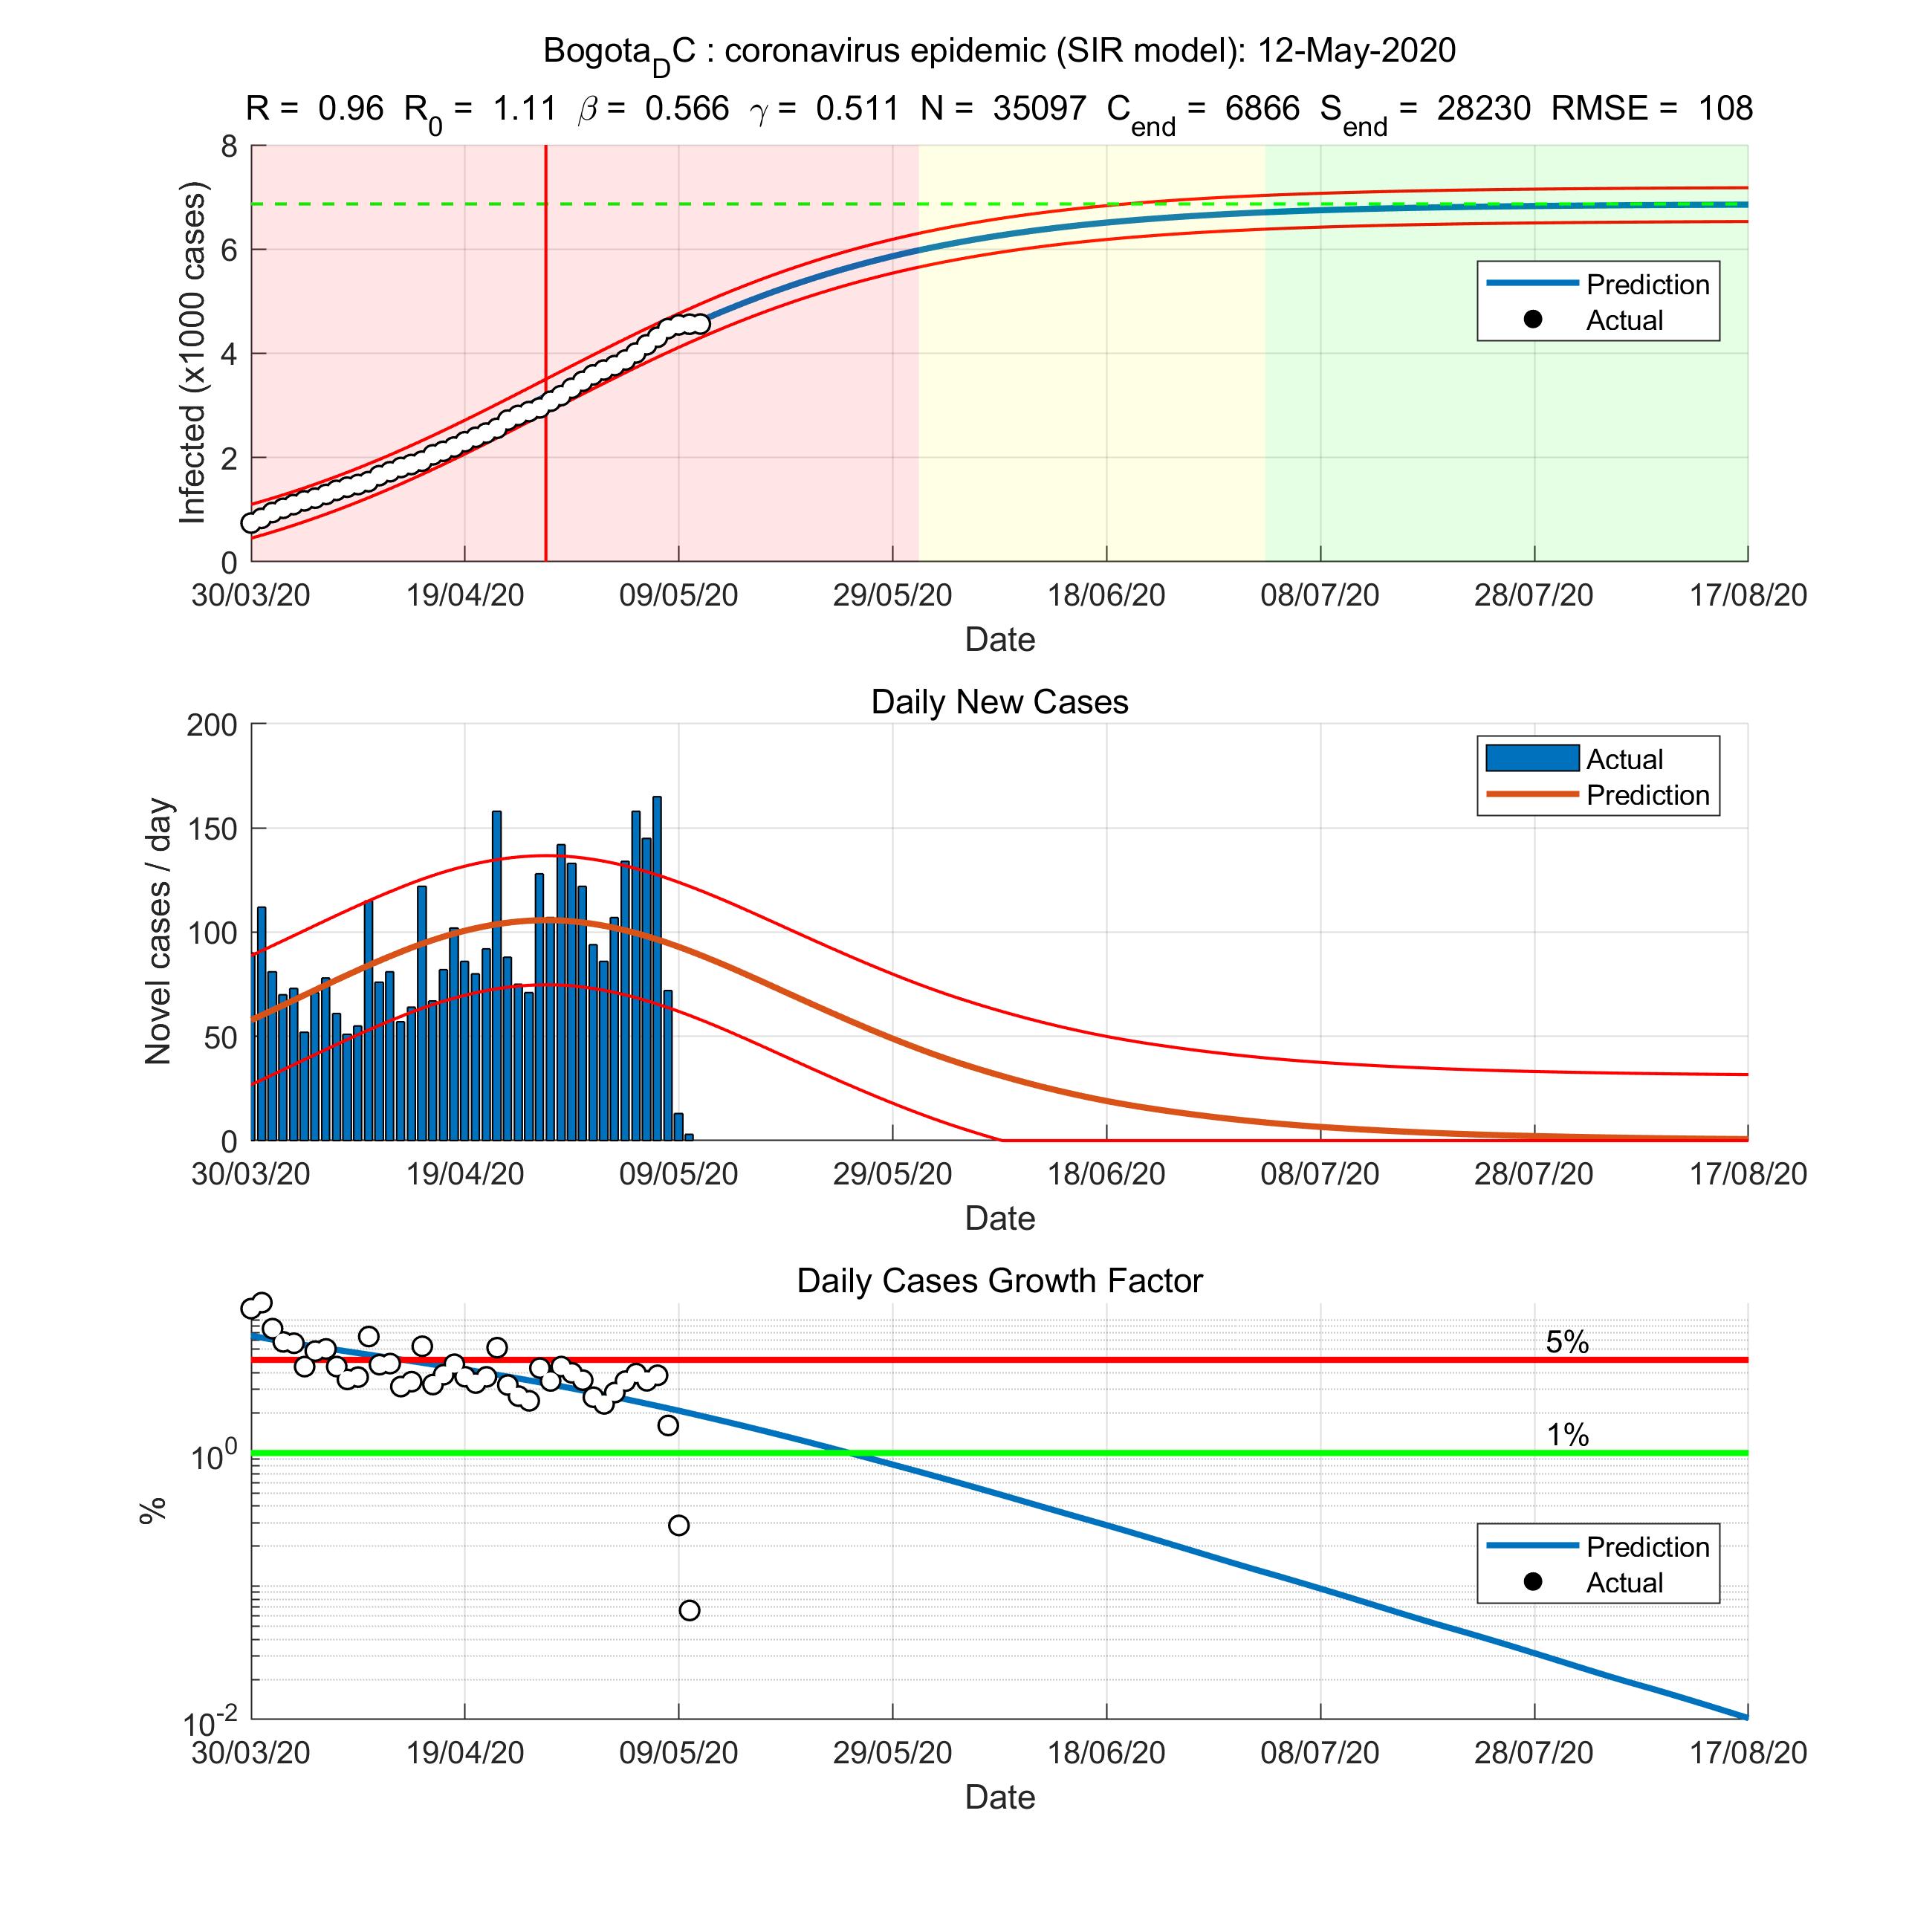 Bogota_DC : coronavirus epidemic (SIR model): 12-May-2020
R = 0.96 R_0 = 1.11 β = 0.566 γ = 0.511 N = 35097 C_end = 6866 S_end = 28230 RMSE = 108
8
6
4
2
0
Infected (x1000 cases)
Prediction
Actual
30/03/20 19/04/20 09/05/20 29/05/20 18/06/20 08/07/20 28/07/20 17/08/20
Date
Daily New Cases
200
150
100
50
0
Novel cases / day
Actual
Prediction
30/03/20 19/04/20 09/05/20 29/05/20 18/06/20 08/07/20 28/07/20 17/08/20
Date
Daily Cases Growth Factor
5%
1%
10^0
10^-2
%
Prediction
Actual
30/03/20 19/04/20 09/05/20 29/05/20 18/06/20 08/07/20 28/07/20 17/08/20
Date